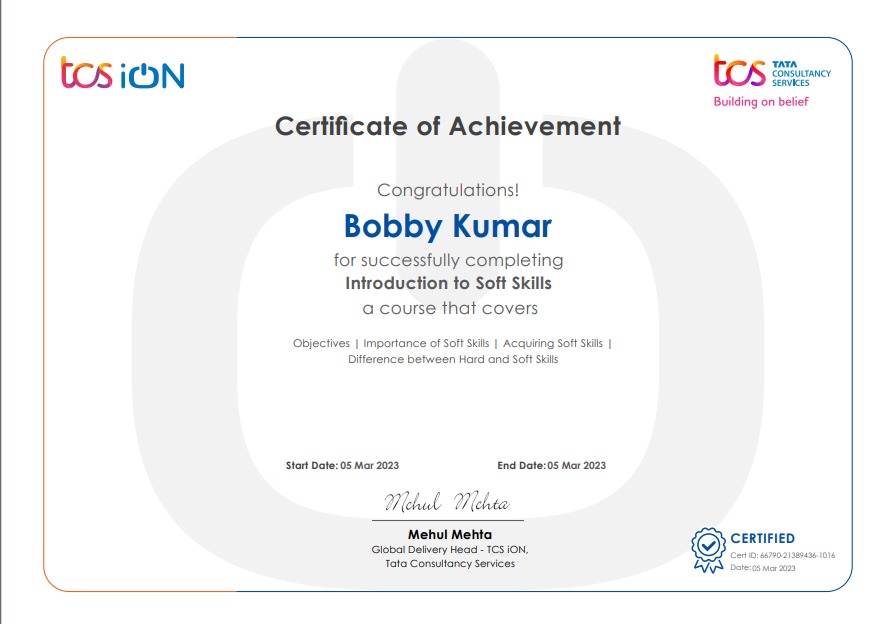 tcs iON
tcs TATA
CONSULTANCY
SERVICES
Building on belief
Certificate of Achievement
Congratulations!
Bobby Kumar
for successfully completing
Introduction to Soft Skills
a course that covers
Objectives | Importance of Soft Skills | Acquiring Soft Skills |
Difference between Hard and Soft Skills
Start Date: 05 Mar 2023
End Date: 05 Mar 2023
Mehul Mehta
Mehul Mehta
Global Delivery Head - TCS iON,
Tata Consultancy Services
CERTIFIED
Cert ID: 66790-21389436-1016
Date: 05 Mar 2023